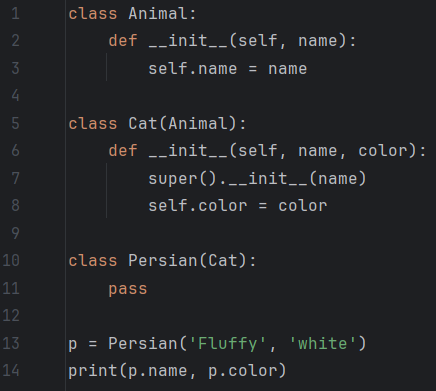 1 class Animal:
2     def __init__(self, name):
3         self.name = name
4
5 class Cat(Animal):
6     def __init__(self, name, color):
7         super().__init__(name)
8         self.color = color
9
10 class Persian(Cat):
11     pass
12
13 p = Persian('Fluffy', 'white')
14 print(p.name, p.color)